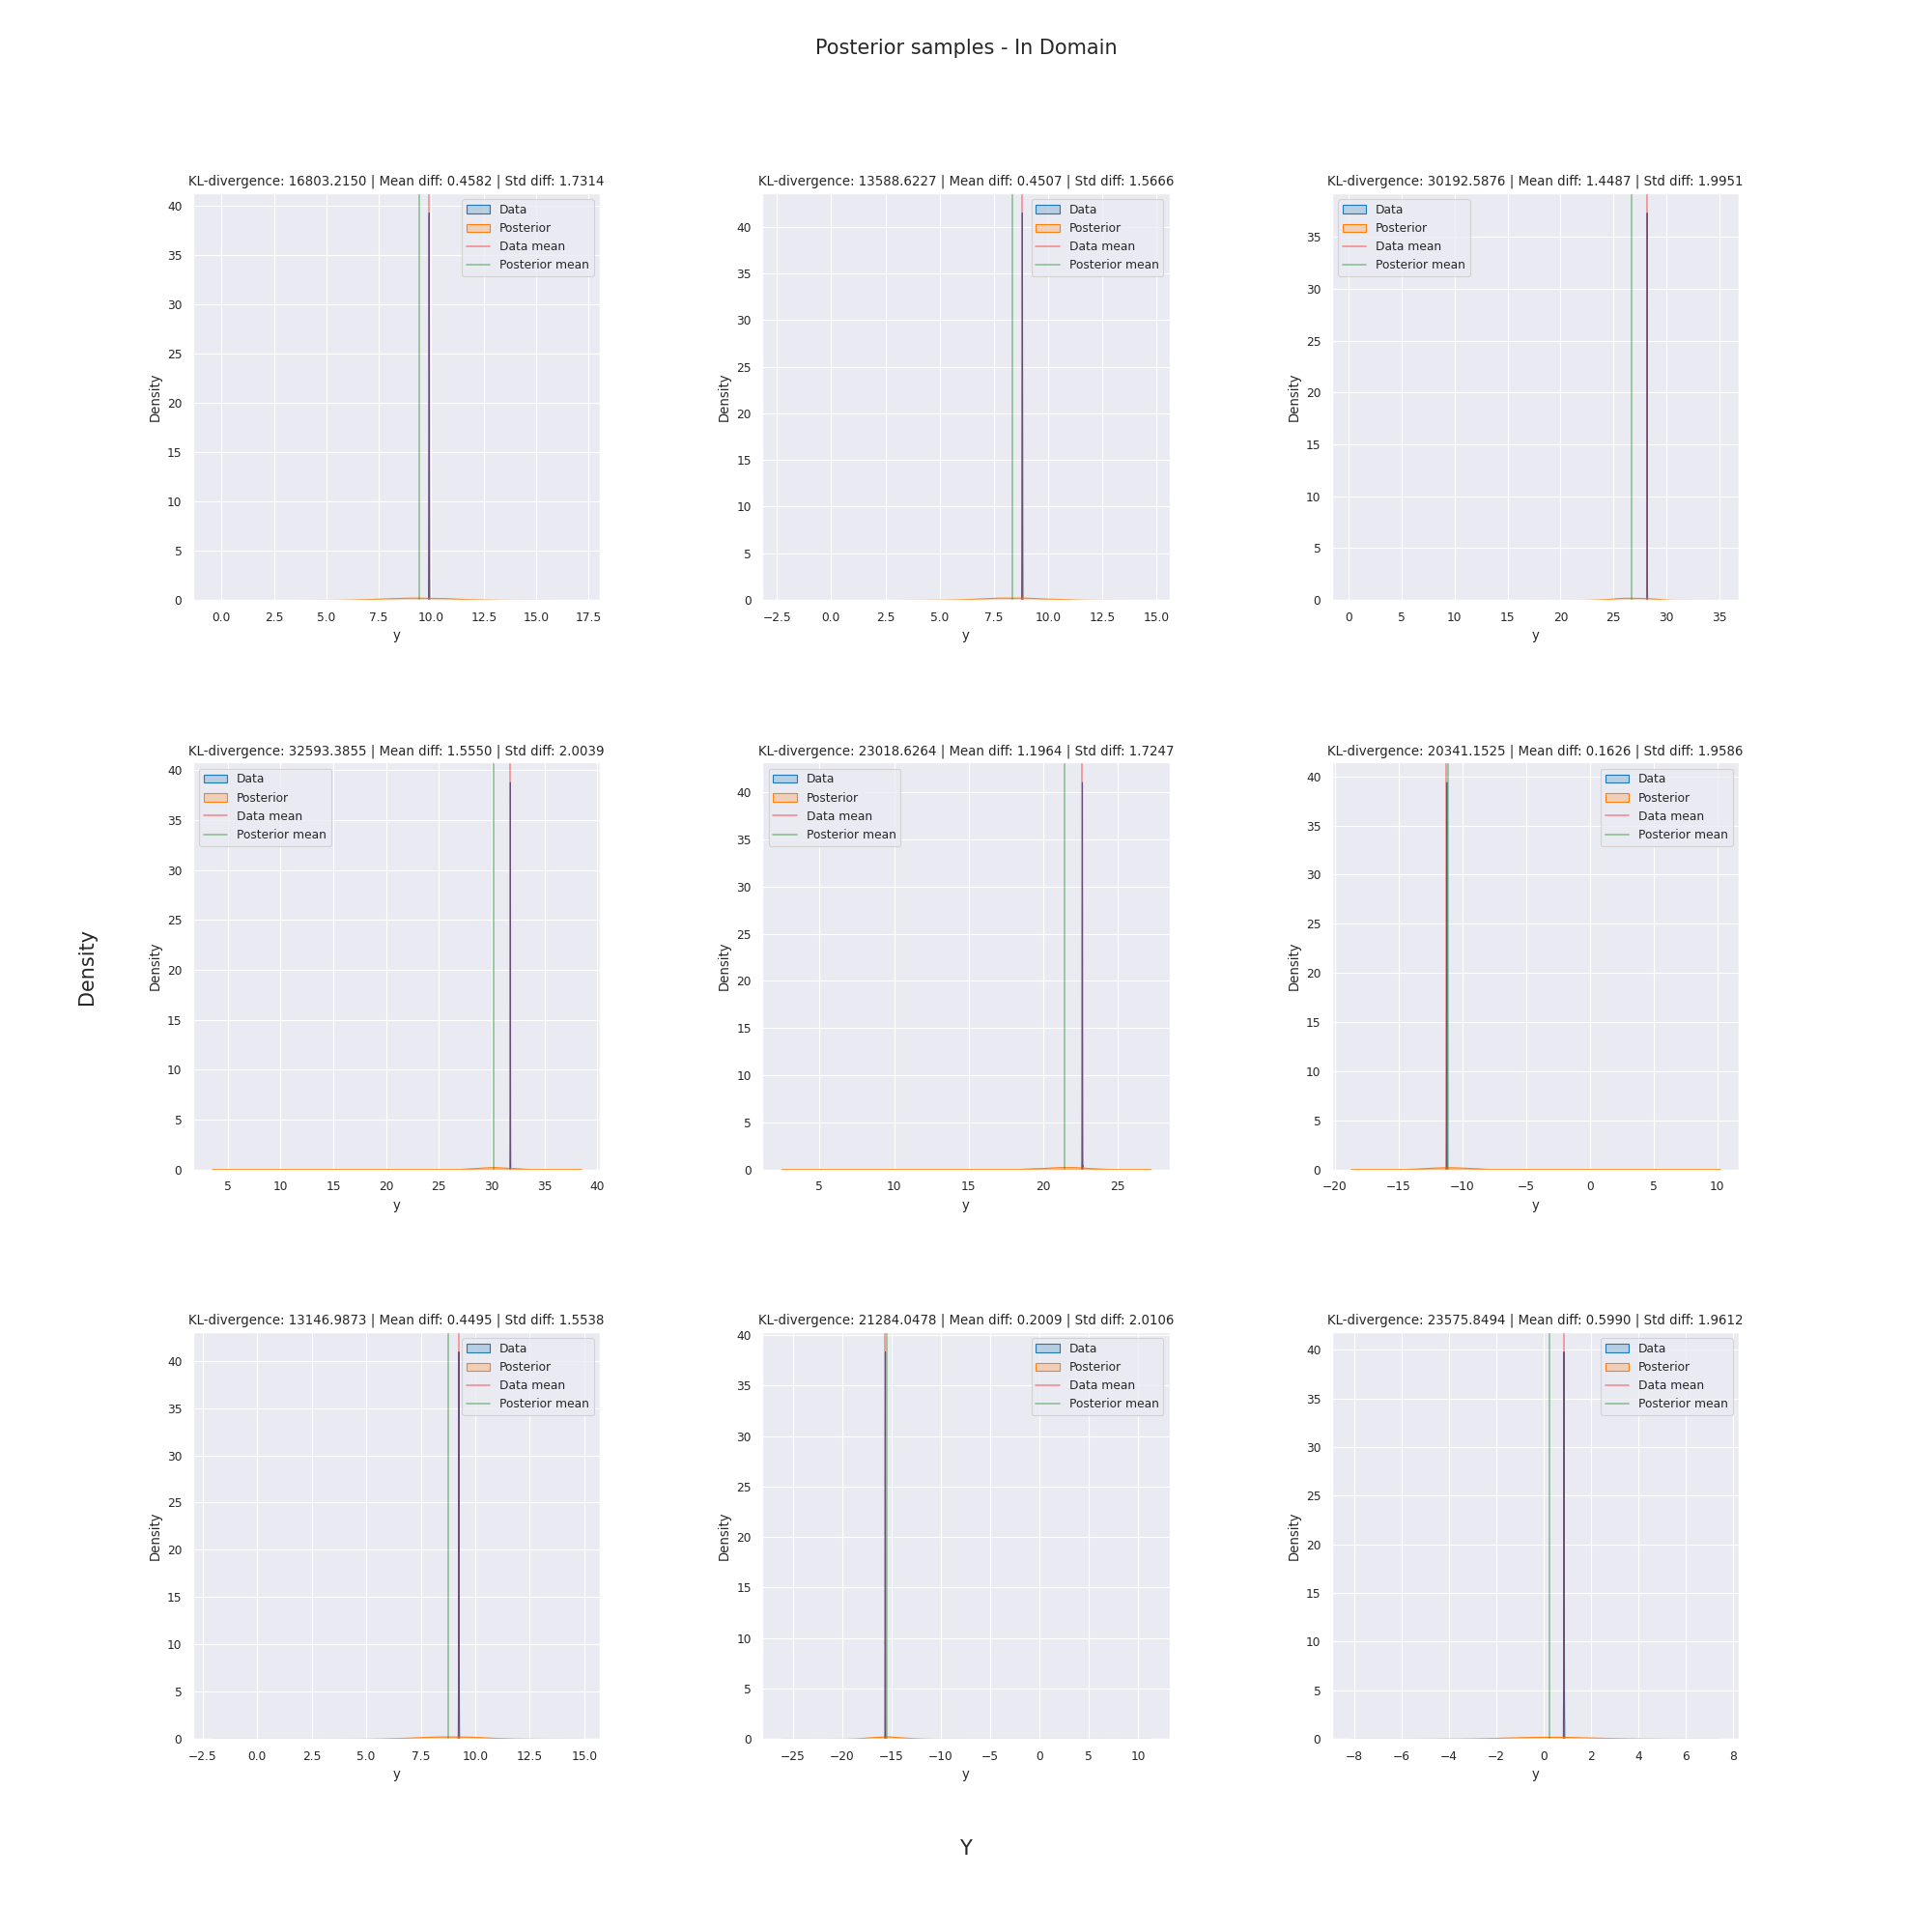 Posterior samples - In Domain
KL-divergence: 16803.2150 | Mean diff: 0.4582 | Std diff: 1.7314
Data
Posterior
Data mean
Posterior mean
40
35
30
25
20
15
10
5
0
Density
0.0 2.5 5.0 7.5 10.0 12.5 15.0 17.5
y
KL-divergence: 13588.6227 | Mean diff: 0.4507 | Std diff: 1.5666
Data
Posterior
Data mean
Posterior mean
40
35
30
25
20
15
10
5
0
Density
−2.5 0.0 2.5 5.0 7.5 10.0 12.5 15.0
y
KL-divergence: 30192.5876 | Mean diff: 1.4487 | Std diff: 1.9951
Data
Posterior
Data mean
Posterior mean
35
30
25
20
15
10
5
0
Density
0 5 10 15 20 25 30 35
y
KL-divergence: 32593.3855 | Mean diff: 1.5550 | Std diff: 2.0039
Data
Posterior
Data mean
Posterior mean
40
35
30
25
20
15
10
5
0
Density
5 10 15 20 25 30 35 40
y
KL-divergence: 23018.6264 | Mean diff: 1.1964 | Std diff: 1.7247
Data
Posterior
Data mean
Posterior mean
40
35
30
25
20
15
10
5
0
Density
5 10 15 20 25
y
KL-divergence: 20341.1525 | Mean diff: 0.1626 | Std diff: 1.9586
Data
Posterior
Data mean
Posterior mean
40
35
30
25
20
15
10
5
0
Density
−20 −15 −10 −5 0 5 10
y
Density
KL-divergence: 13146.9873 | Mean diff: 0.4495 | Std diff: 1.5538
Data
Posterior
Data mean
Posterior mean
40
35
30
25
20
15
10
5
0
Density
−2.5 0.0 2.5 5.0 7.5 10.0 12.5 15.0
y
KL-divergence: 21284.0478 | Mean diff: 0.2009 | Std diff: 2.0106
Data
Posterior
Data mean
Posterior mean
40
35
30
25
20
15
10
5
0
Density
−25 −20 −15 −10 −5 0 5 10
y
KL-divergence: 23575.8494 | Mean diff: 0.5990 | Std diff: 1.9612
Data
Posterior
Data mean
Posterior mean
40
35
30
25
20
15
10
5
0
Density
−8 −6 −4 −2 0 2 4 6 8
y
Y